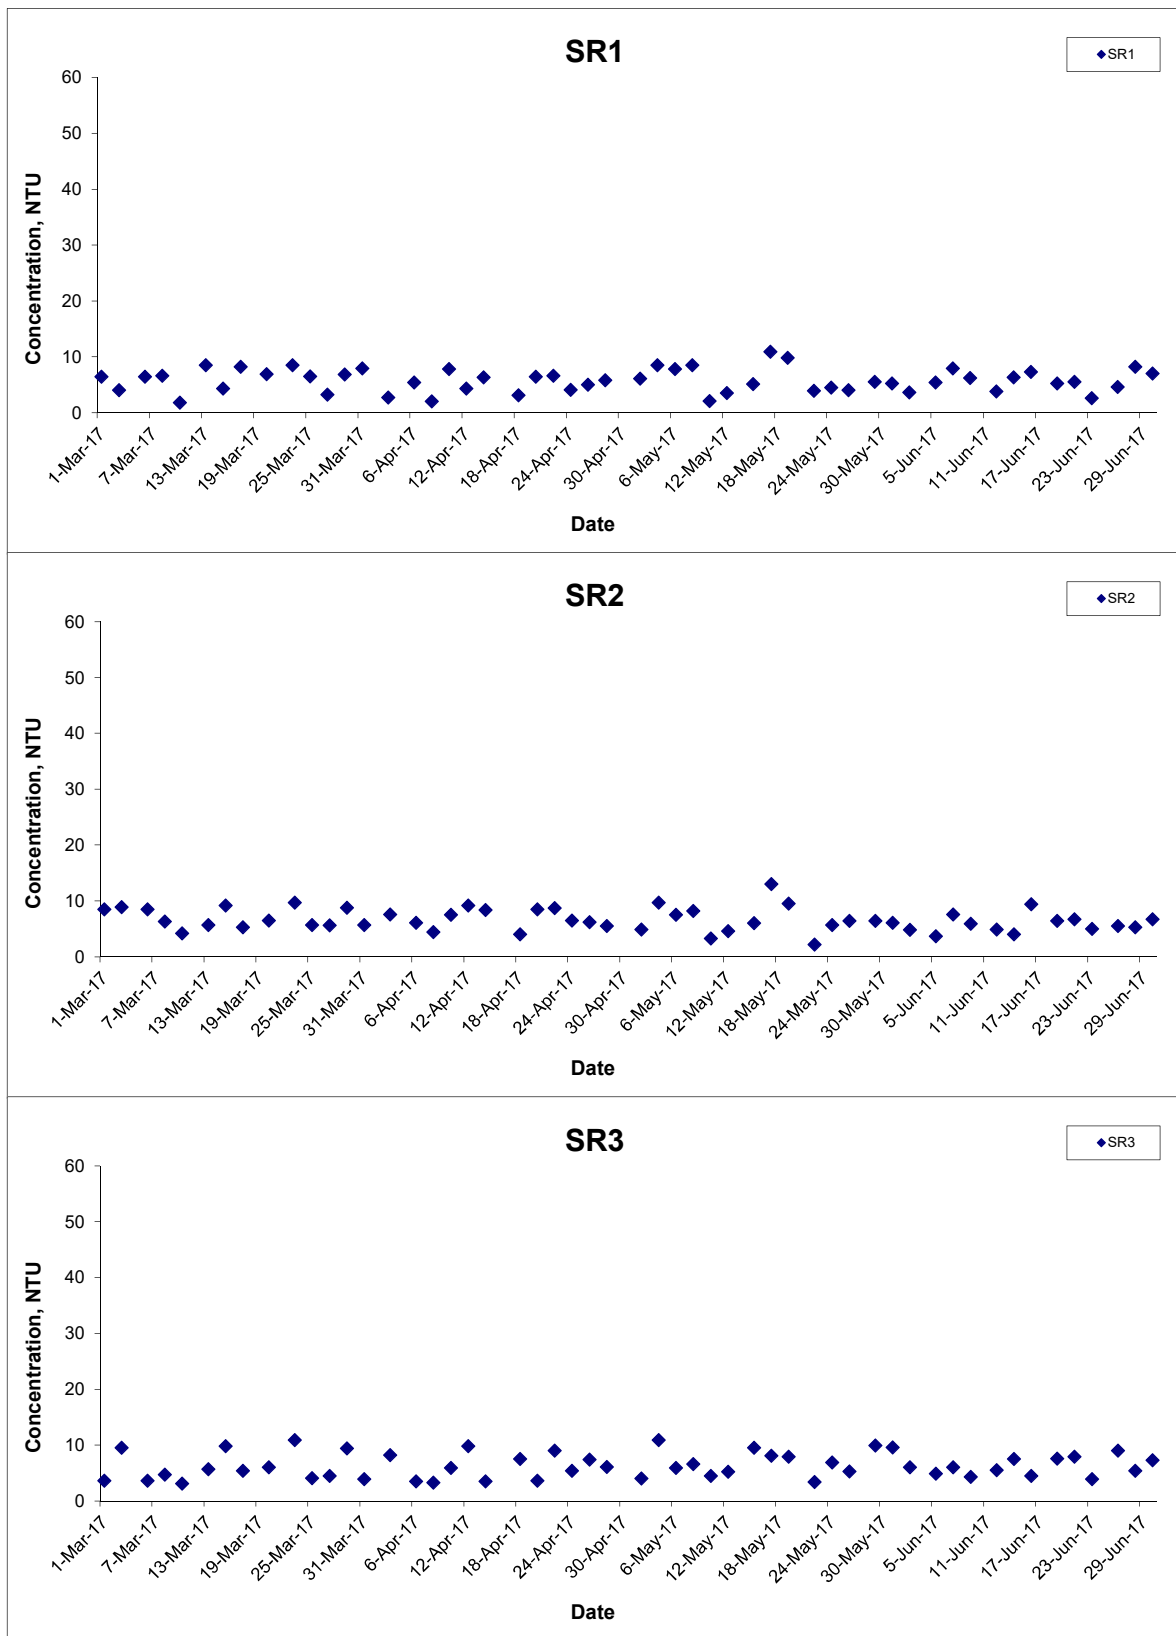 SR1
SR1
Concentration, NTU
60
50
40
30
20
10
0
1-Mar-17
7-Mar-17
13-Mar-17
19-Mar-17
25-Mar-17
31-Mar-17
6-Apr-17
12-Apr-17
18-Apr-17
24-Apr-17
30-Apr-17
6-May-17
12-May-17
18-May-17
24-May-17
30-May-17
5-Jun-17
11-Jun-17
17-Jun-17
23-Jun-17
29-Jun-17
Date
SR2
SR2
Concentration, NTU
60
50
40
30
20
10
0
1-Mar-17
7-Mar-17
13-Mar-17
19-Mar-17
25-Mar-17
31-Mar-17
6-Apr-17
12-Apr-17
18-Apr-17
24-Apr-17
30-Apr-17
6-May-17
12-May-17
18-May-17
24-May-17
30-May-17
5-Jun-17
11-Jun-17
17-Jun-17
23-Jun-17
29-Jun-17
Date
SR3
SR3
Concentration, NTU
60
50
40
30
20
10
0
1-Mar-17
7-Mar-17
13-Mar-17
19-Mar-17
25-Mar-17
31-Mar-17
6-Apr-17
12-Apr-17
18-Apr-17
24-Apr-17
30-Apr-17
6-May-17
12-May-17
18-May-17
24-May-17
30-May-17
5-Jun-17
11-Jun-17
17-Jun-17
23-Jun-17
29-Jun-17
Date